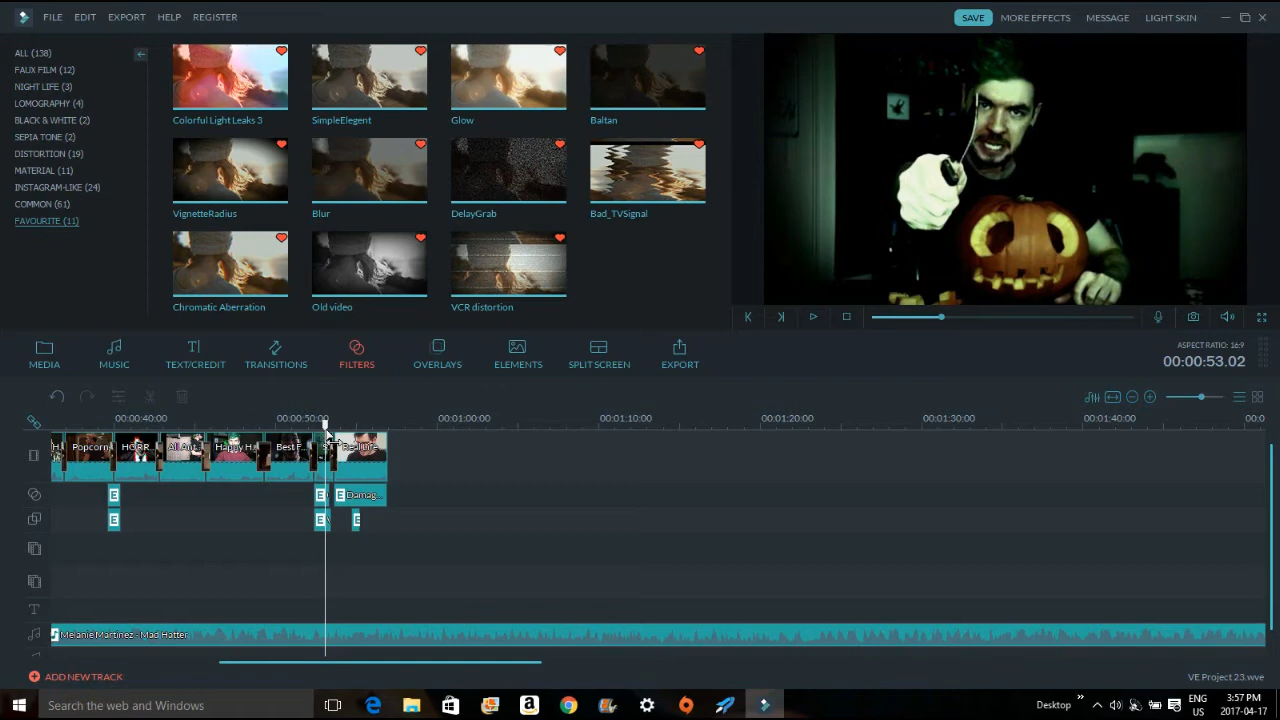 FILE EDIT EXPORT HELP REGISTER SAVE MORE EFFECTS MESSAGE LIGHT SKIN
ALL (138)
FAUX FILM (12)
NIGHT LIFE (3)
LOMOGRAPHY (4)
BLACK & WHITE (2)
SEPIA TONE (2)
DISTORTION (19)
MATERIAL (11)
INSTAGRAM-LIKE (24)
COMMON (61)
FAVOURITE (11)
Colorful Light Leaks 3 SimpleElegent Glow Baltan
VignetteRadius Blur DelayGrab Bad_TVSignal
Chromatic Aberration Old video VCR distortion
MEDIA MUSIC TEXT/CREDIT TRANSITIONS FILTERS OVERLAYS ELEMENTS SPLIT SCREEN EXPORT
ASPECT RATIO: 16:9
00:00:53.02
00:00:40:00 00:00:50:00 00:01:00:00 00:01:10:00 00:01:20:00 00:01:30:00 00:01:40:00 00:0
Popcorn HORR... All Ant... Happy H... Best F... Real Life
E E E Damag...
E E E
Melanie Martinez - Mad Hatter
ADD NEW TRACK VE Project 23.wve
Search the web and Windows Desktop ENG US 3:57 PM 2017-04-17